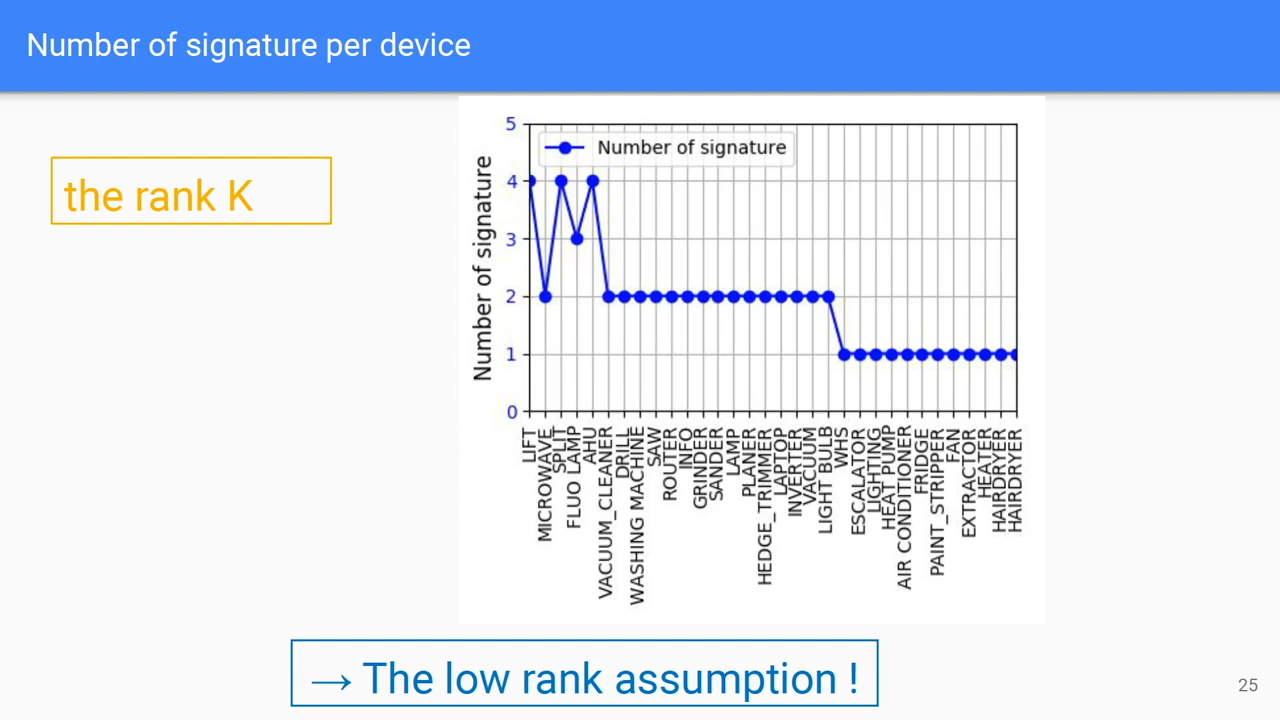 Number of signature per device
the rank K
Number of signature
Number of signature
5
4
3
2
1
0
LIFT
MICROWAVE
SPLIT
FLUO LAMP
AHU
VACUUM_CLEANER
DRILL
WASHING MACHINE
SAW
ROUTER
INFO
GRINDER
SANDER
LAMP
PLANER
HEDGE_TRIMMER
LAPTOP
INVERTER
VACUUM
LIGHT BULB
WHS
ESCALATOR
LIGHTING
HEAT PUMP
AIR CONDITIONER
FRIDGE
PAINT_STRIPPER
FAN
EXTRACTOR
HEATER
HAIRDRYER
HAIRDRYER
→ The low rank assumption !
25